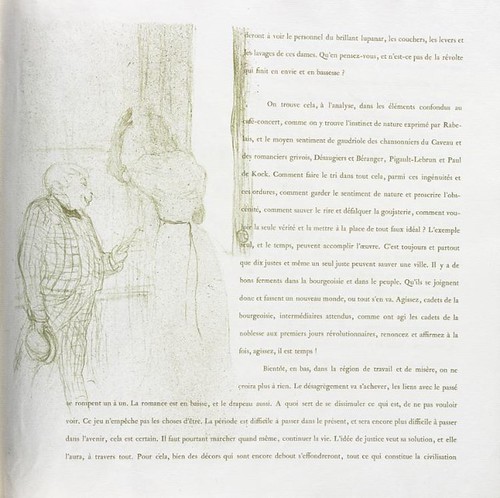 devront à voir le personnel du brillant lupanar, les couchers, les levers et
les lavages de ces dames. Qu'en pensez-vous, et n'est-ce pas de la révolte
qui finit en envie et en bassesse ?
On trouve cela, à l'analyse, dans les éléments confondus au
café-concert, comme on y trouve l'instinct de nature exprimé par Rabe-
lais, et le moyen sentiment de gaudriole des chansonniers du Caveau et
des romanciers grivois, Désaugiers et Béranger, Pigault-Lebrun et Paul
de Kock. Comment faire le tri dans tout cela, parmi ces ingénuités et
ces ordures, comment garder le sentiment de nature et proscrire l'obs-
cénité, comment sauver le rire et défalquer la goujaterie, comment vou-
loir la seule vérité et la mettre à la place de tout faux idéal ? L'exemple
seul, et le temps, peuvent accomplir l'œuvre. C'est toujours et partout
que dix justes et même un seul juste peuvent sauver une ville. Il y a de
bons ferments dans la bourgeoisie et dans le peuple. Qu'ils se joignent
donc et fassent un nouveau monde, ou tout s'en va. Agissez, cadets de la
bourgeoisie, intermédiaires attendus, comme ont agi les cadets de la
noblesse aux premiers jours révolutionnaires, renoncez et affirmez à la
fois, agissez, il est temps !
Bientôt, en bas, dans la région de travail et de misère, on ne
croira plus à rien. Le désagrègement va s'achever, les liens avec le passé
se rompent un à un. La romance est en baisse, et le drapeau aussi. A quoi sert de se dissimuler ce qui est, de ne pas vouloir
voir. Ce jeu n'empêche pas les choses d'être. La période est difficile à passer dans le présent, et sera encore plus difficile à passer
dans l'avenir, cela est certain. Il faut pourtant marcher quand même, continuer la vie. L'idée de justice veut sa solution, et elle
l'aura, à travers tout. Pour cela, bien des décors qui sont encore debout s'effondreront, tout ce qui constitue la civilisation